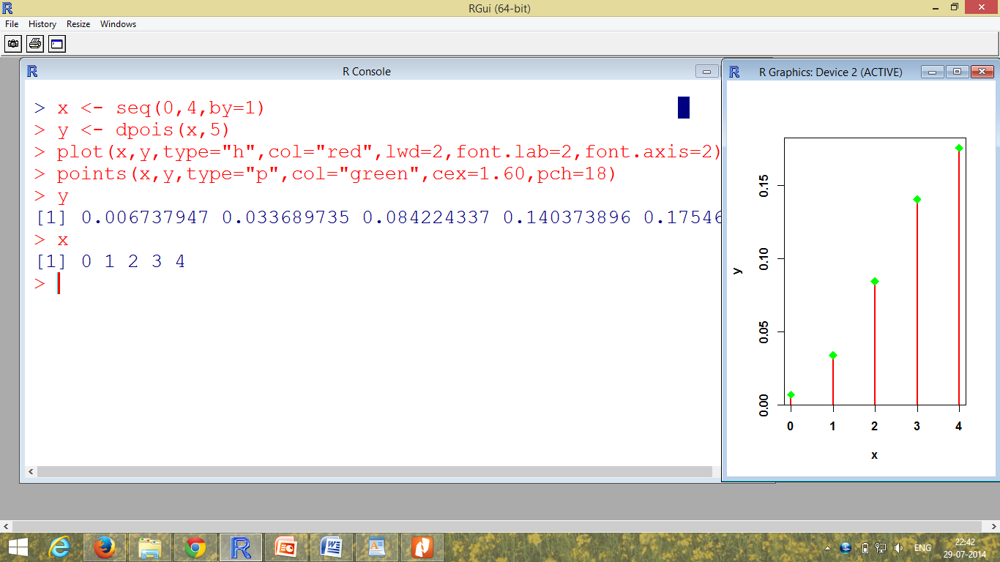 RGui (64-bit)
File History Resize Windows
R Console
> x <- seq(0,4,by=1)
> y <- dpois(x,5)
> plot(x,y,type="h",col="red",lwd=2,font.lab=2,font.axis=2)
> points(x,y,type="p",col="green",cex=1.60,pch=18)
> y
[1] 0.006737947 0.033689735 0.084224337 0.140373896 0.17546
> x
[1] 0 1 2 3 4
>
R Graphics: Device 2 (ACTIVE)
0.15
0.10
y
0.05
0.00
0 1 2 3 4
x
ENG
22:42
29-07-2014